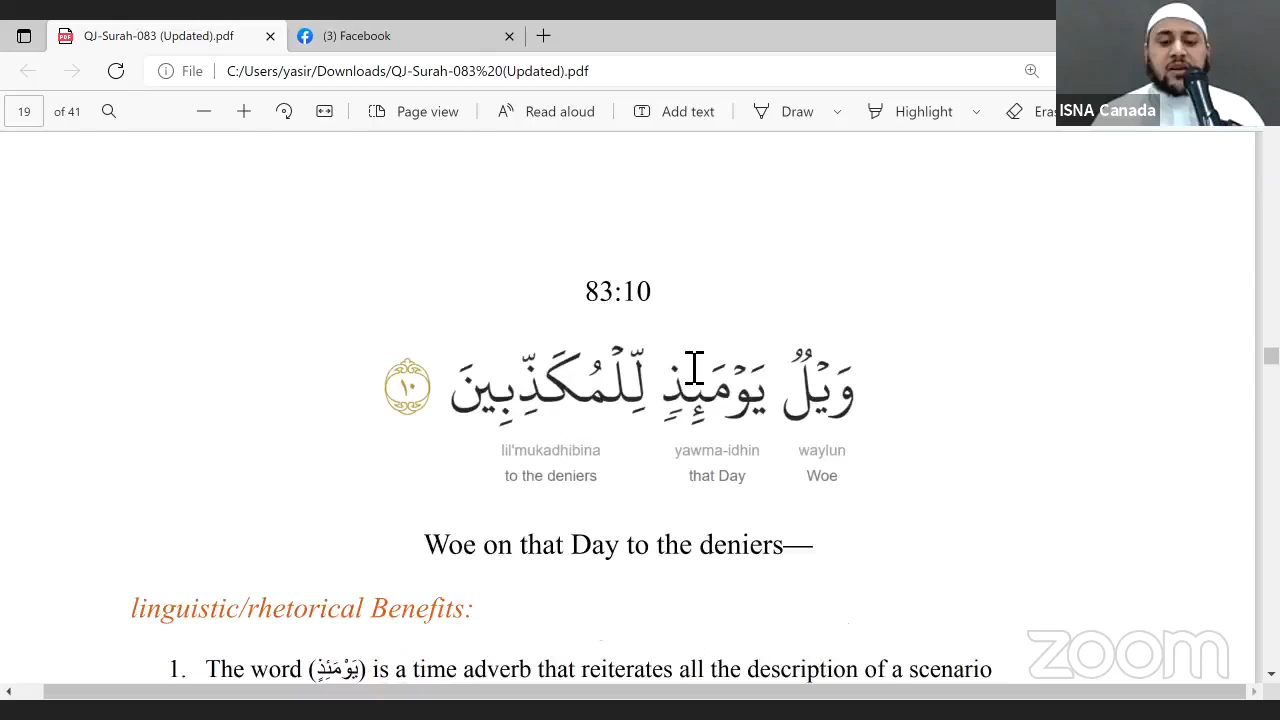 QJ-Surah-083 (Updated).pdf
(3) Facebook
File
C:/Users/yasir/Downloads/QJ-Surah-083%20(Updated).pdf
19 of 41
Page view
Read aloud
Add text
Draw
Highlight
Era
ISNA Canada
83:10
وَيْلٌ يَوْمَئِذٍ لِّلْمُكَذِّبِينَ ١٠
lil'mukadhibina yawma-idhin waylun
to the deniers that Day Woe
Woe on that Day to the deniers—
linguistic/rhetorical Benefits:
1. The word (يَوْمَئِذٍ) is a time adverb that reiterates all the description of a scenario
zoom